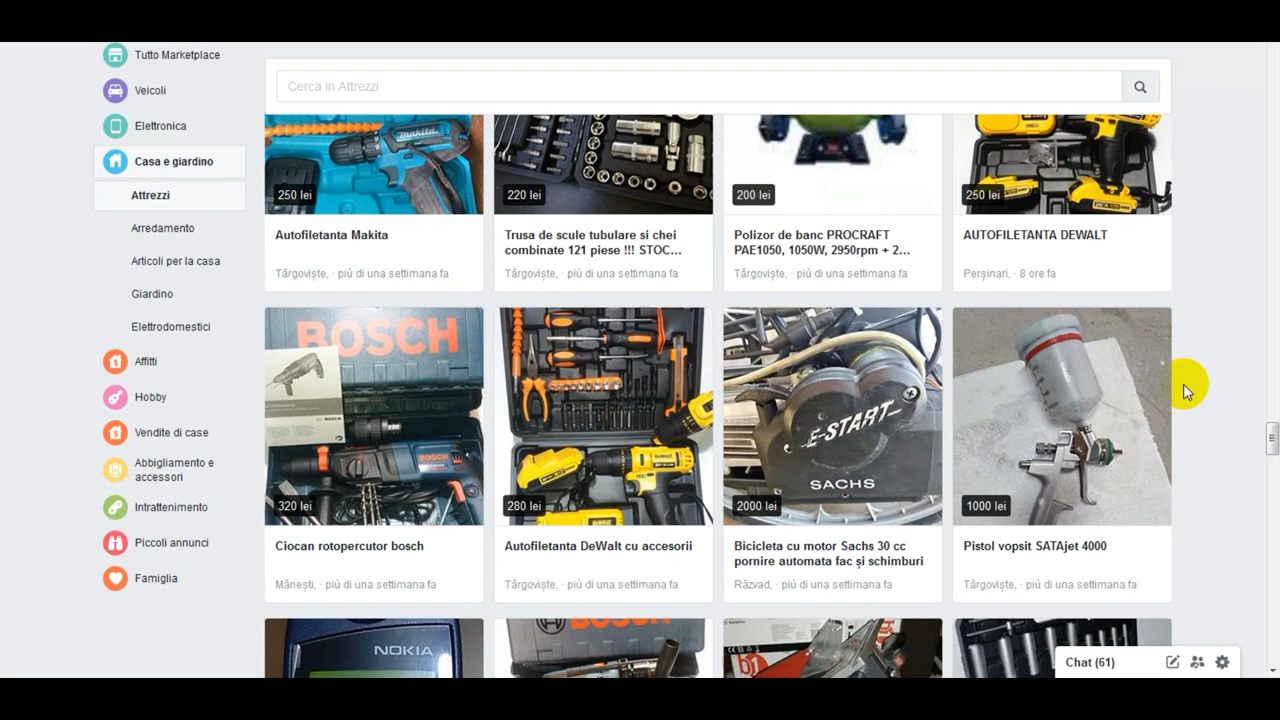 Tutto Marketplace
Veicoli
Elettronica
Casa e giardino
Attrezzi
Arredamento
Articoli per la casa
Giardino
Elettrodomestici
Affitti
Hobby
Vendite di case
Abbigliamento e
accessori
Intrattenimento
Piccoli annunci
Famiglia
Cerca in Attrezzi
makita
250 lei
220 lei
200 lei
250 lei
Autofiletanta Makita
Târgoviște, · più di una settimana fa
Trusa de scule tubulare si chei
combinate 121 piese !!! STOC...
Târgoviște, · più di una settimana fa
Polizor de banc PROCRAFT
PAE1050, 1050W, 2950rpm + 2...
Târgoviște, · più di una settimana fa
AUTOFILETANTA DEWALT
Perșinari, · 8 ore fa
BOSCH
BOSCH
320 lei
DEWALT
280 lei
E-START
SACHS
2000 lei
1000 lei
Ciocan rotopercutor bosch
Mănești, · più di una settimana fa
Autofiletanta DeWalt cu accesorii
Târgoviște, · più di una settimana fa
Bicicleta cu motor Sachs 30 cc
pornire automata fac și schimburi
Răzvad, · più di una settimana fa
Pistol vopsit SATAjet 4000
Târgoviște, · più di una settimana fa
NOKIA
BOSCH
Chat (61)